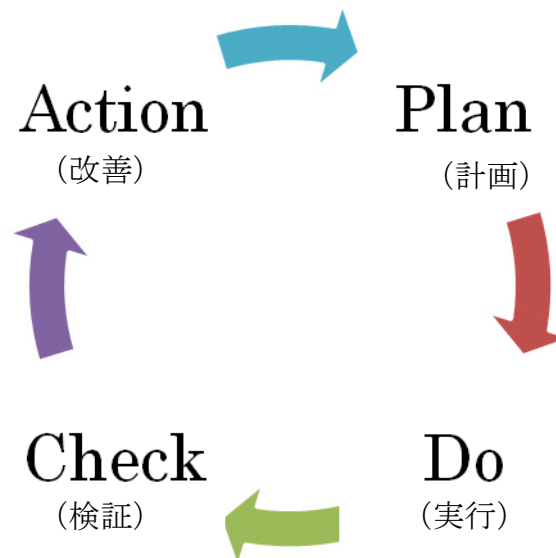 Action
（改善）
Plan
（計画）
Check
（検証）
Do
（実行）